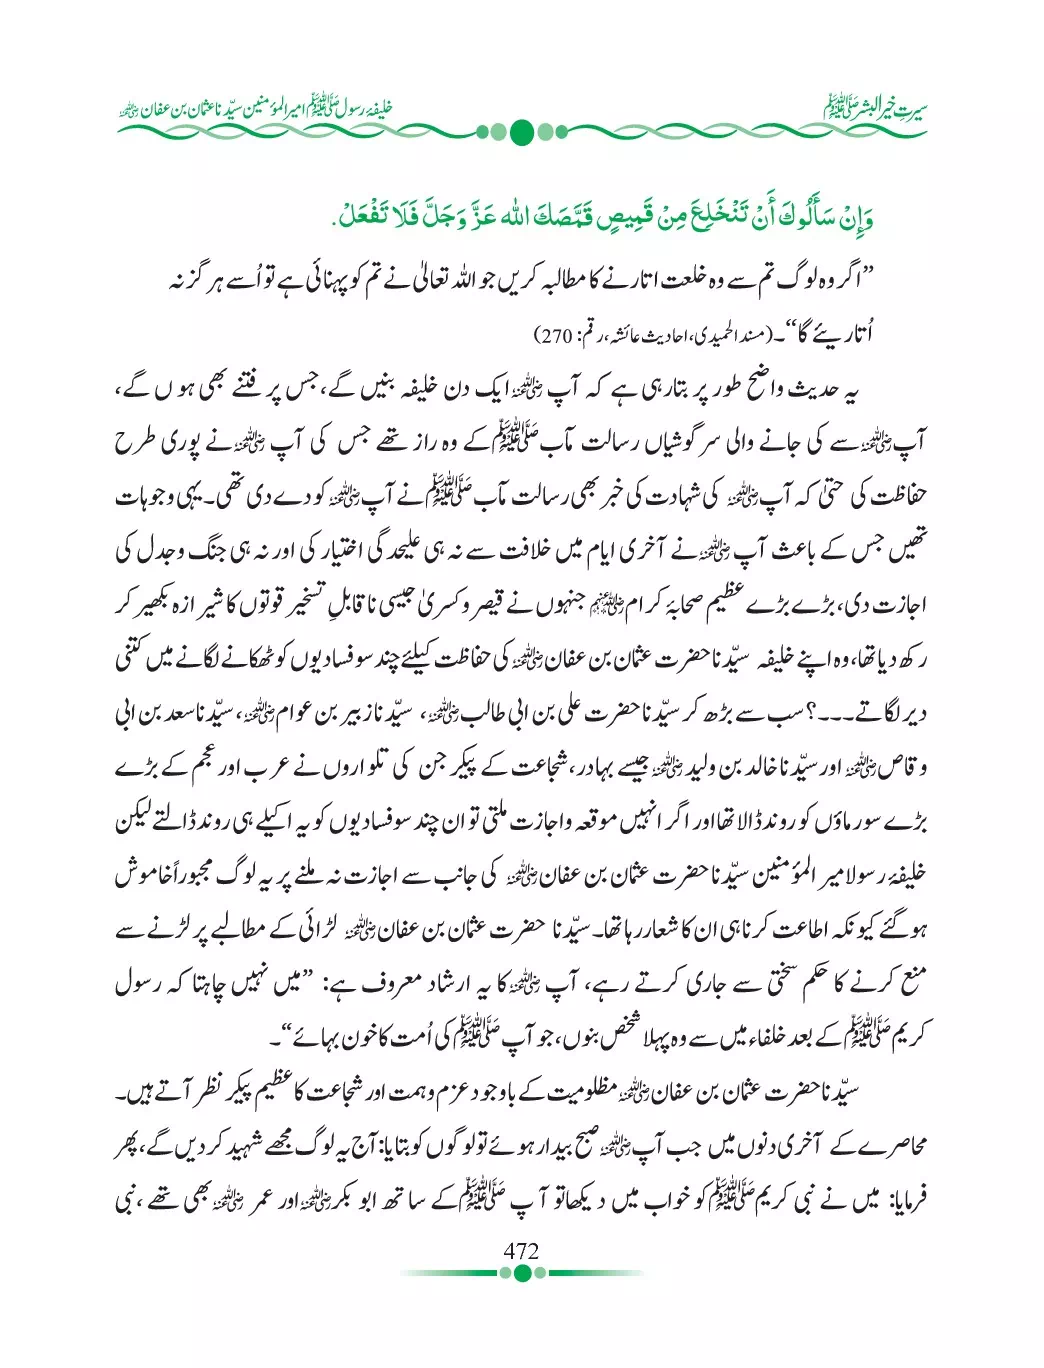 سیرتِ خیر البشر ﷺ
خلیفۂ رسول ﷺ امیر المؤمنین سیّدنا عثمان بن عفان رضی اللہ عنہ
وَإِنْ سَأَلُوكَ أَنْ تَنْخَلِعَ مِنْ قَمِيصٍ قَمَّصَكَ الله عَزَّ وَجَلَّ فَلَا تَفْعَلْ.
”اگر وہ لوگ تم سے وہ خلعت اتارنے کا مطالبہ کریں جو اللہ تعالیٰ نے تم کو پہنائی ہے تو اُسے ہر گز نہ
اُتاریئے گا“۔ (مسند الحمیدی، احادیث عائشہ، رقم: 270)
یہ حدیث واضح طور پر بتا رہی ہے کہ آپ رضی اللہ عنہ ایک دن خلیفہ بنیں گے، جس پر فتنے بھی ہوں گے،
آپ رضی اللہ عنہ سے کی جانے والی سرگوشیاں رسالت مآب ﷺ کے وہ راز تھے جس کی آپ رضی اللہ عنہ نے پوری طرح
حفاظت کی حتیٰ کہ آپ رضی اللہ عنہ کی شہادت کی خبر بھی رسالت مآب ﷺ نے آپ رضی اللہ عنہ کو دے دی تھی۔ یہی وجوہات
تھیں جس کے باعث آپ رضی اللہ عنہ نے آخری ایام میں خلافت سے نہ ہی علیحدگی اختیار کی اور نہ ہی جنگ وجدل کی
اجازت دی، بڑے بڑے عظیم صحابۂ کرام رضی اللہ عنہم جنہوں نے قیصر و کسریٰ جیسی ناقابلِ تسخیر قوتوں کا شیرازہ بکھیر کر
رکھ دیا تھا، وہ اپنے خلیفہ سیّدنا حضرت عثمان بن عفان رضی اللہ عنہ کی حفاظت کیلئے چند سو فسادیوں کو ٹھکانے لگانے میں کتنی
دیر لگاتے۔۔۔؟ سب سے بڑھ کر سیّدنا حضرت علی بن ابی طالب رضی اللہ عنہ، سیّدنا زبیر بن عوام رضی اللہ عنہ، سیّدنا سعد بن ابی
وقاص رضی اللہ عنہ اور سیّدنا خالد بن ولید رضی اللہ عنہ جیسے بہادر، شجاعت کے پیکر جن کی تلواروں نے عرب اور عجم کے بڑے
بڑے سورماؤں کو روند ڈالا تھا اور اگر انہیں موقعہ و اجازت ملتی تو ان چند سو فسادیوں کو یہ اکیلے ہی روند ڈالتے لیکن
خلیفۂ رسولا میر المؤمنین سیّدنا حضرت عثمان بن عفان رضی اللہ عنہ کی جانب سے اجازت نہ ملنے پر یہ لوگ مجبوراً خاموش
ہو گئے کیونکہ اطاعت کرنا ہی ان کا شعار رہا تھا۔ سیّدنا حضرت عثمان بن عفان رضی اللہ عنہ لڑائی کے مطالبے پر لڑنے سے
منع کرنے کا حکم سختی سے جاری کرتے رہے، آپ رضی اللہ عنہ کا یہ ارشاد معروف ہے: ”میں نہیں چاہتا کہ رسول
کریم ﷺ کے بعد خلفاء میں سے وہ پہلا شخص بنوں، جو آپ ﷺ کی اُمت کا خون بہائے“۔
سیّدنا حضرت عثمان بن عفان رضی اللہ عنہ مظلومیت کے باوجود عزم وہمت اور شجاعت کا عظیم پیکر نظر آتے ہیں۔
محاصرے کے آخری دنوں میں جب آپ رضی اللہ عنہ صبح بیدار ہوئے تو لوگوں کو بتایا: آج یہ لوگ مجھے شہید کر دیں گے، پھر
فرمایا: میں نے نبی کریم ﷺ کو خواب میں دیکھا تو آپ ﷺ کے ساتھ ابو بکر رضی اللہ عنہ اور عمر رضی اللہ عنہ بھی تھے، نبی
472